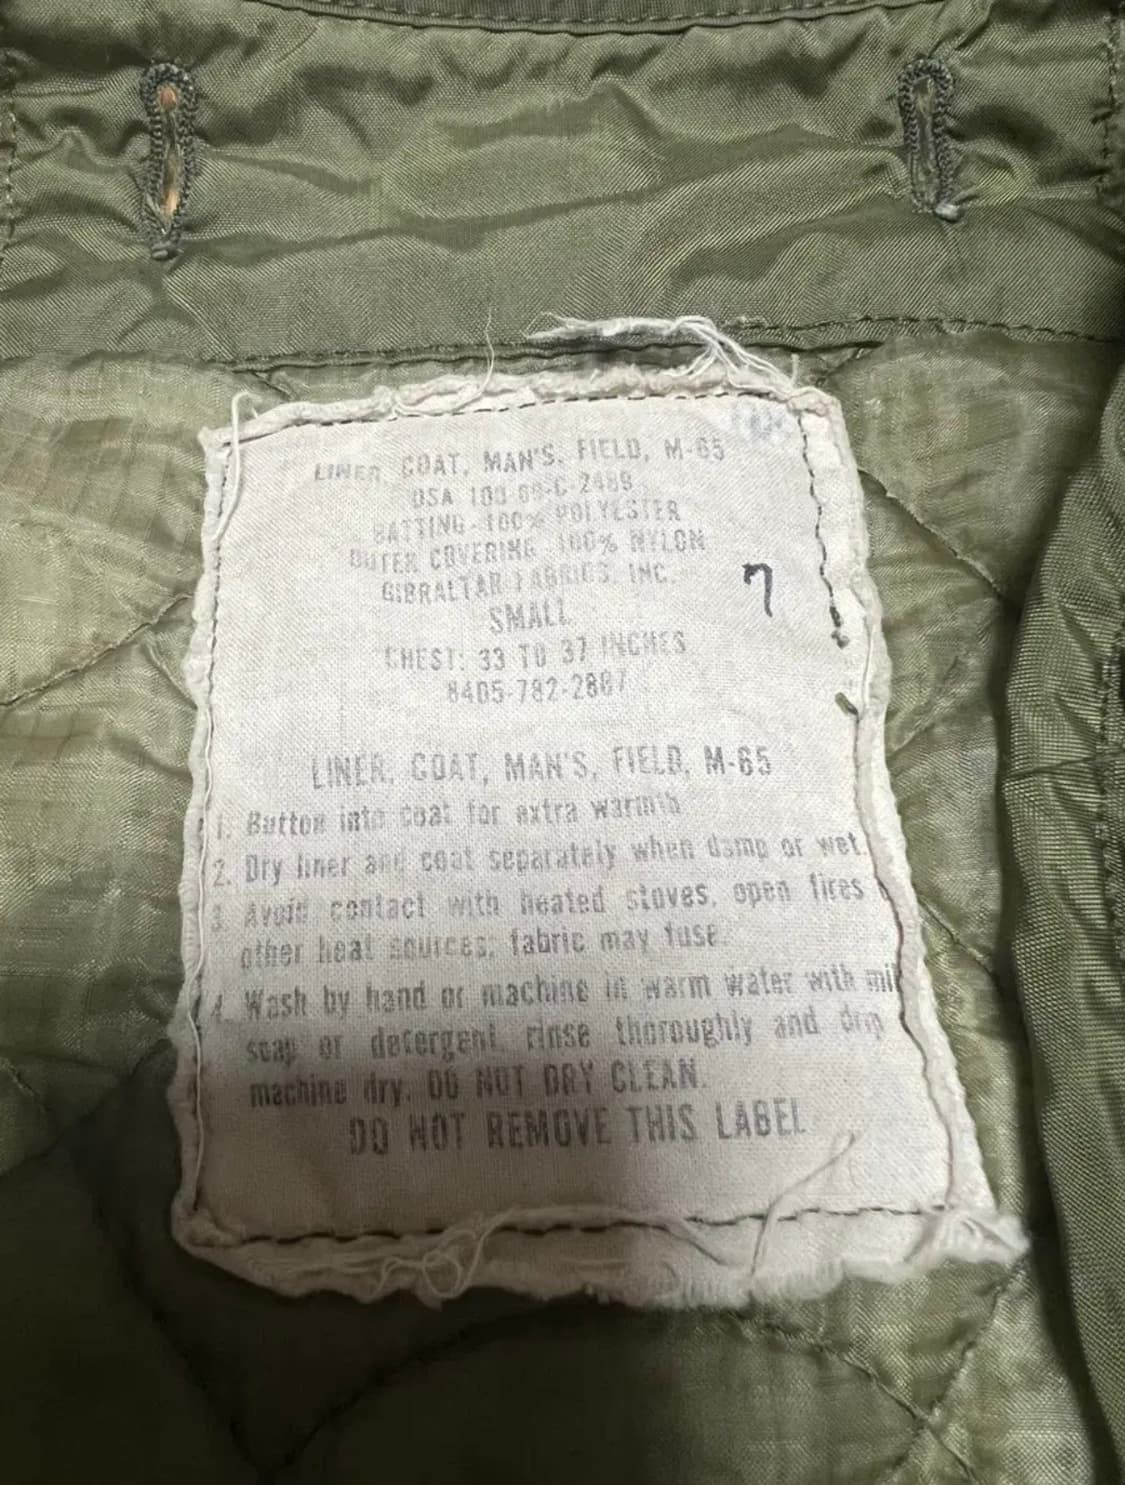 LINER, COAT, MAN'S, FIELD, M-65
DSA 100-69-C-2489
BATTING-100% POLYESTER
OUTER COVERING-100% NYLON
GIBRALTAR FABRICS, INC.
7
SMALL
CHEST: 33 TO 37 INCHES
8405-782-2887
LINER, COAT, MAN'S, FIELD, M-65
1. Button into coat for extra warmth
2. Dry liner and coat separately when damp or wet.
3. Avoid contact with heated stoves, open fires
other heat sources; fabric may fuse.
4. Wash by hand or machine in warm water with mil
soap or detergent, rinse thoroughly and drip
machine dry. DO NOT DRY CLEAN.
DO NOT REMOVE THIS LABEL